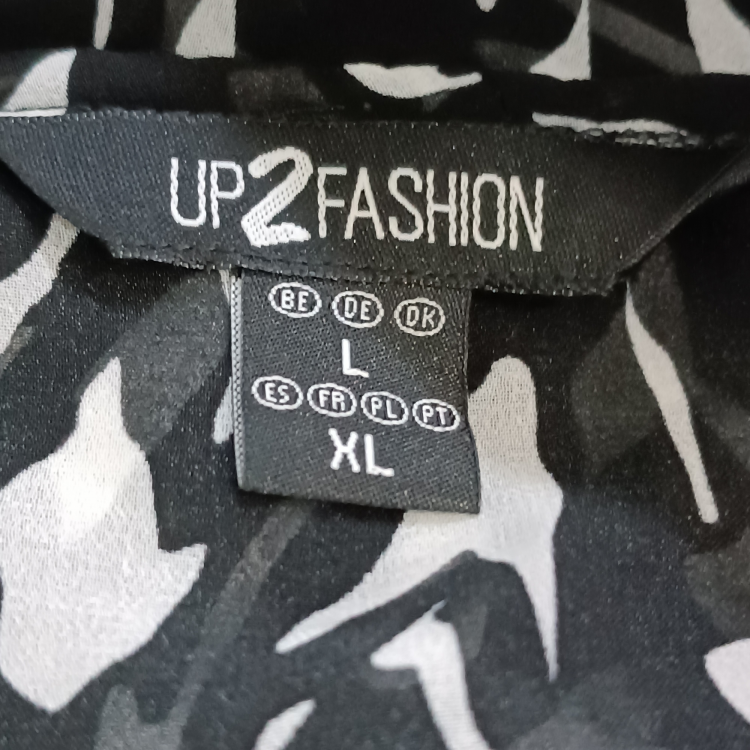 UP2FASHION
BE DE DK
L
ES FR PL PT
XL